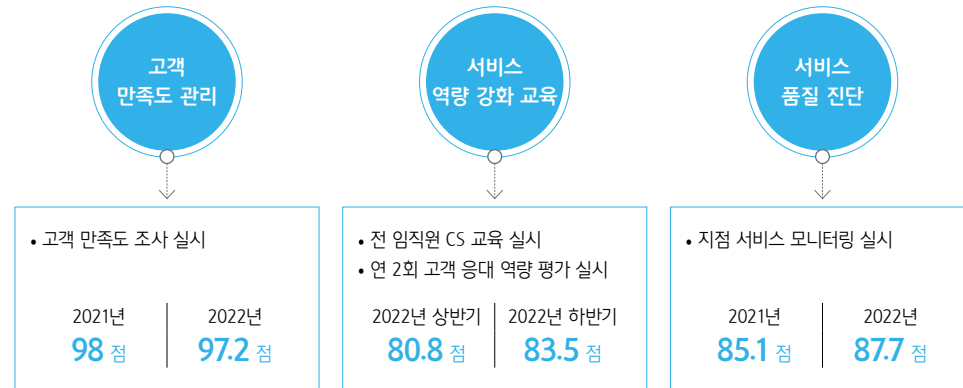 고객
만족도 관리
서비스
역량 강화 교육
서비스
품질 진단
• 고객 만족도 조사 실시
2021년
98 점
2022년
97.2 점
• 전 임직원 CS 교육 실시
• 연 2회 고객 응대 역량 평가 실시
2022년 상반기
80.8 점
2022년 하반기
83.5 점
• 지점 서비스 모니터링 실시
2021년
85.1 점
2022년
87.7 점